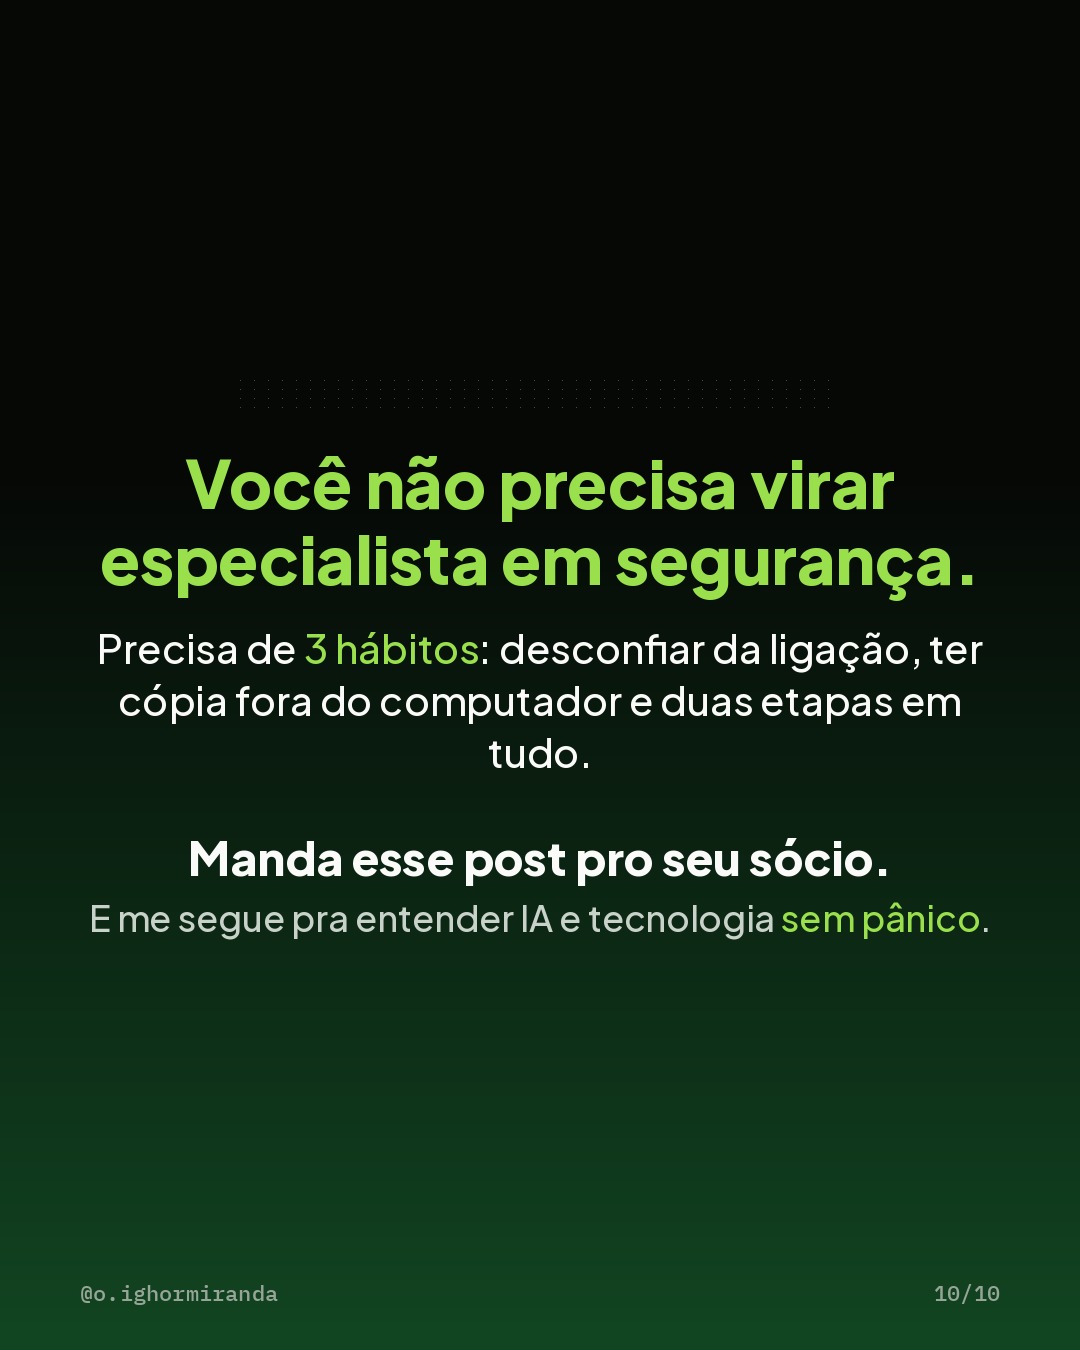 Você não precisa virar
especialista em segurança.
Precisa de 3 hábitos: desconfiar da ligação, ter
cópia fora do computador e duas etapas em
tudo.
Manda esse post pro seu sócio.
E me segue pra entender IA e tecnologia sem pânico.
@o.ighormiranda
10/10